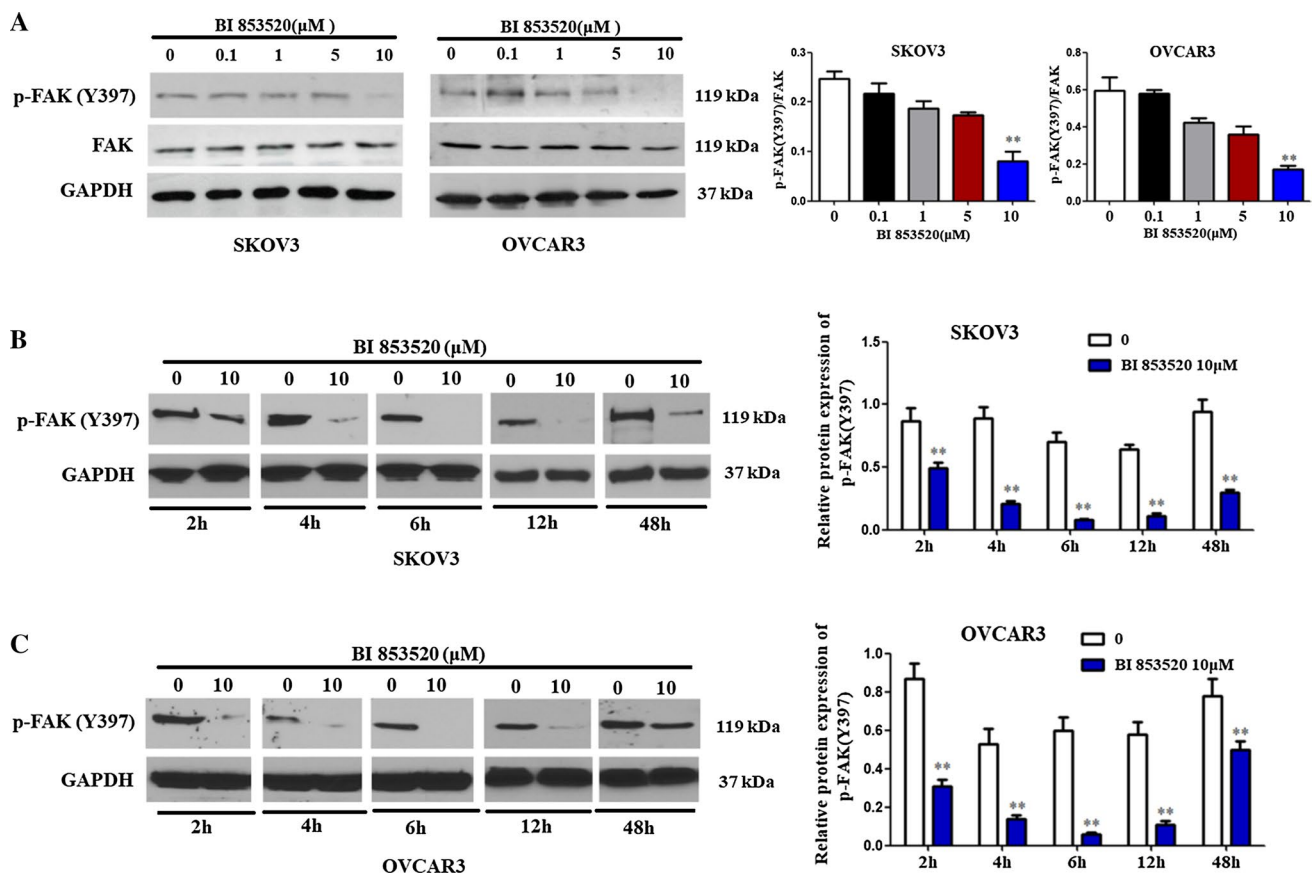 A
BI 853520(μM )
0 0.1 1 5 10
BI 853520(μM )
0 0.1 1 5 10
p-FAK (Y397)
119 kDa
FAK
119 kDa
GAPDH
37 kDa
SKOV3
OVCAR3
SKOV3
p-FAK(Y397)/FAK
0.3
0.2
0.1
0.0
**
0 0.1 1 5 10
BI 853520(μM)
OVCAR3
p-FAK(Y397)/FAK
0.8
0.6
0.4
0.2
0.0
**
0 0.1 1 5 10
BI 853520(μM)
B
BI 853520 (μM)
0 10 0 10 0 10 0 10 0 10
p-FAK (Y397)
119 kDa
GAPDH
37 kDa
2h 4h 6h 12h 48h
SKOV3
SKOV3
0
BI 853520 10μM
Relative protein expression of
p-FAK(Y397)
1.5
1.0
0.5
0.0
** ** ** ** **
2h 4h 6h 12h 48h
C
BI 853520 (μM)
0 10 0 10 0 10 0 10 0 10
p-FAK (Y397)
119 kDa
GAPDH
37 kDa
2h 4h 6h 12h 48h
OVCAR3
OVCAR3
0
BI 853520 10μM
Relative protein expression of
p-FAK(Y397)
1.0
0.8
0.6
0.4
0.2
0.0
** ** ** ** **
2h 4h 6h 12h 48h